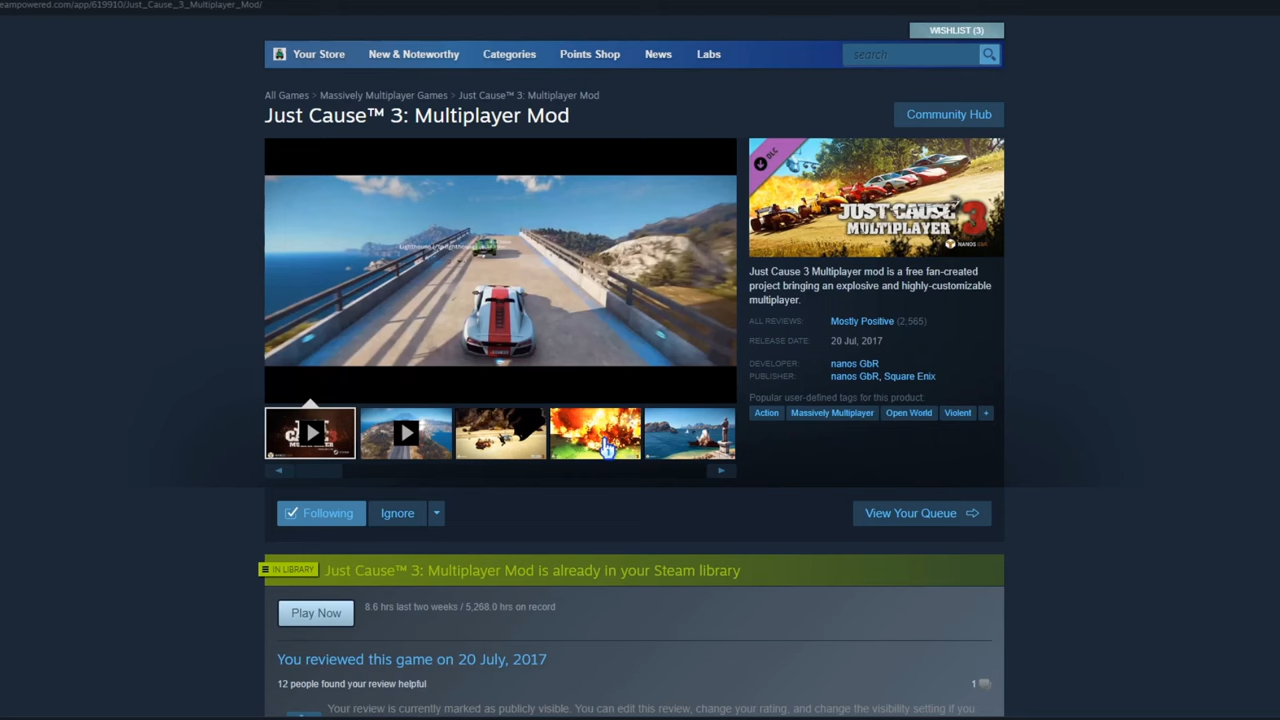 eampowered.com/app/619910/Just_Cause_3_Multiplayer_Mod/
WISHLIST (3)
Your Store New & Noteworthy Categories Points Shop News Labs search
All Games > Massively Multiplayer Games > Just Cause™ 3: Multiplayer Mod
Just Cause™ 3: Multiplayer Mod
Community Hub
DLC
JUST CAUSE 3
MULTIPLAYER
NANOS GBR
Just Cause 3 Multiplayer mod is a free fan-created
project bringing an explosive and highly-customizable
multiplayer.
ALL REVIEWS: Mostly Positive (2,565)
RELEASE DATE: 20 Jul, 2017
DEVELOPER: nanos GbR
PUBLISHER: nanos GbR, Square Enix
Popular user-defined tags for this product:
Action Massively Multiplayer Open World Violent +
Following Ignore View Your Queue
IN LIBRARY Just Cause™ 3: Multiplayer Mod is already in your Steam library
Play Now 8.6 hrs last two weeks / 5,268.0 hrs on record
You reviewed this game on 20 July, 2017
12 people found your review helpful 1
Your review is currently marked as publicly visible. You can edit this review, change your rating, and change the visibility setting if you